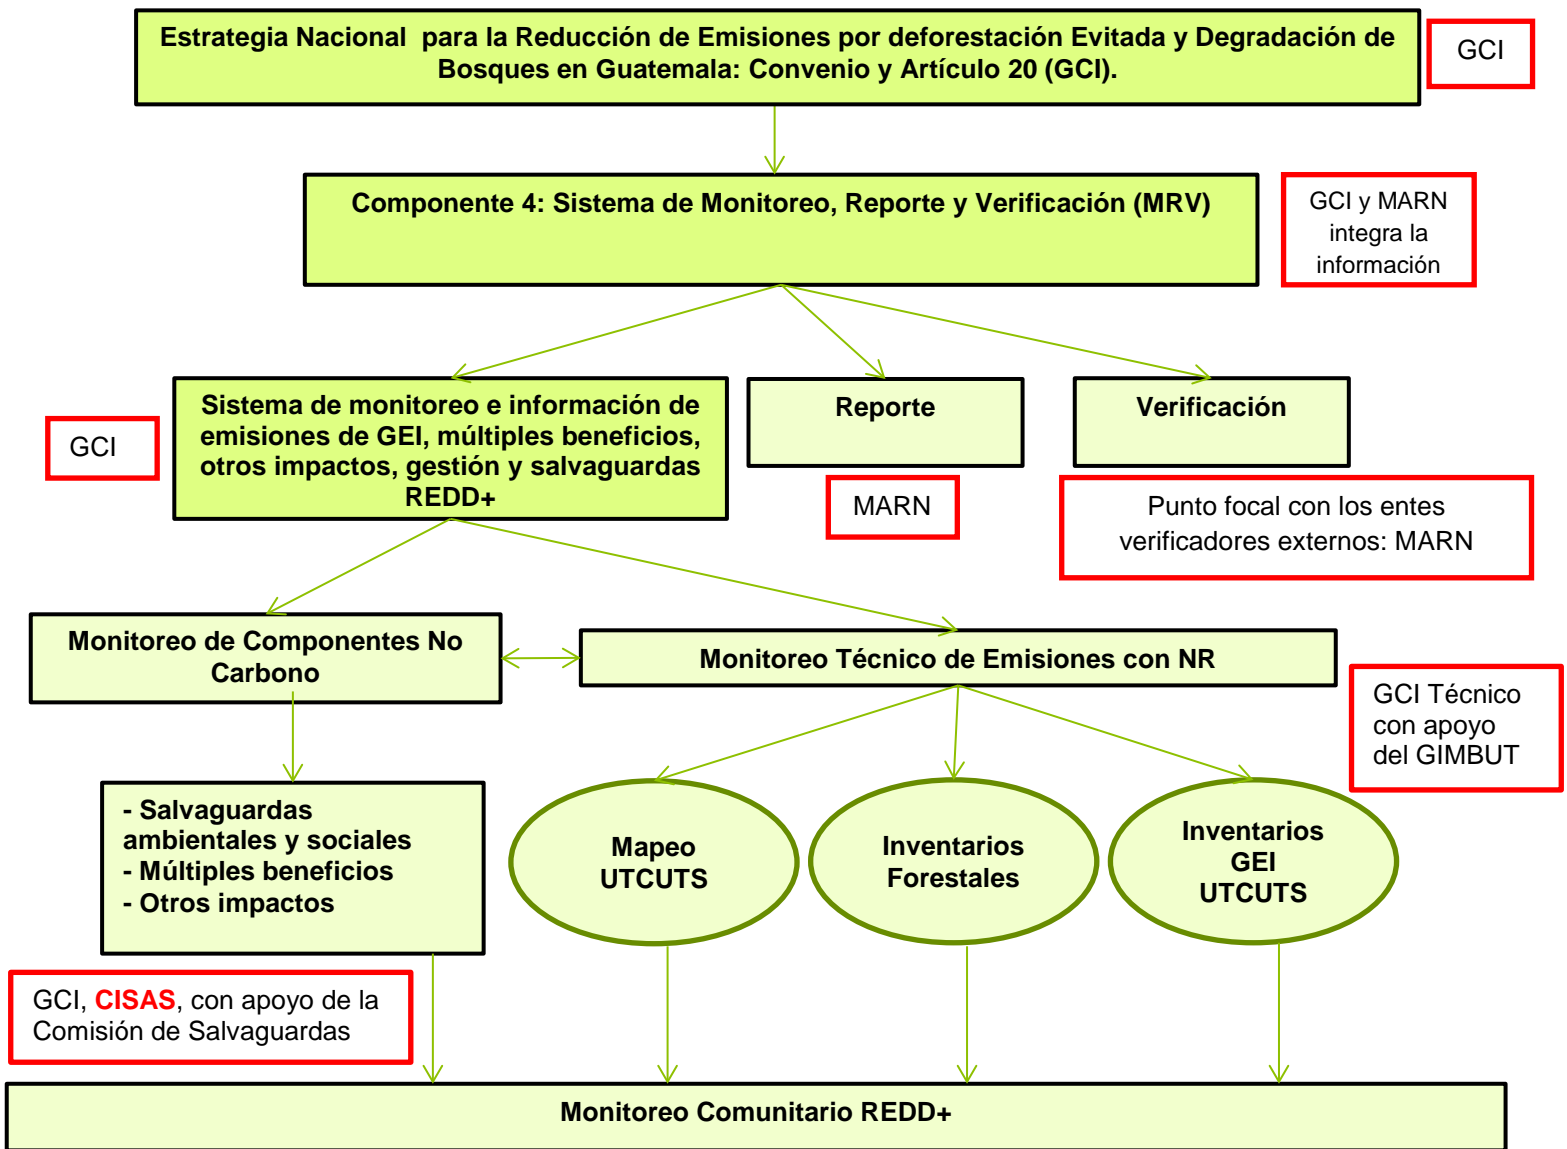 Estrategia Nacional para la Reducción de Emisiones por deforestación Evitada y Degradación de
Bosques en Guatemala: Convenio y Artículo 20 (GCI).
GCI
Componente 4: Sistema de Monitoreo, Reporte y Verificación (MRV)
GCI y MARN
integra la
información
Sistema de monitoreo e información de
emisiones de GEI, múltiples beneficios,
otros impactos, gestión y salvaguardas
REDD+
GCI
Reporte
MARN
Verificación
Punto focal con los entes
verificadores externos: MARN
Monitoreo de Componentes No
Carbono
Monitoreo Técnico de Emisiones con NR
GCI Técnico
con apoyo
del GIMBUT
- Salvaguardas
ambientales y sociales
- Múltiples beneficios
- Otros impactos
Mapeo
UTCUTS
Inventarios
Forestales
Inventarios
GEI
UTCUTS
GCI, CISAS, con apoyo de la
Comisión de Salvaguardas
Monitoreo Comunitario REDD+